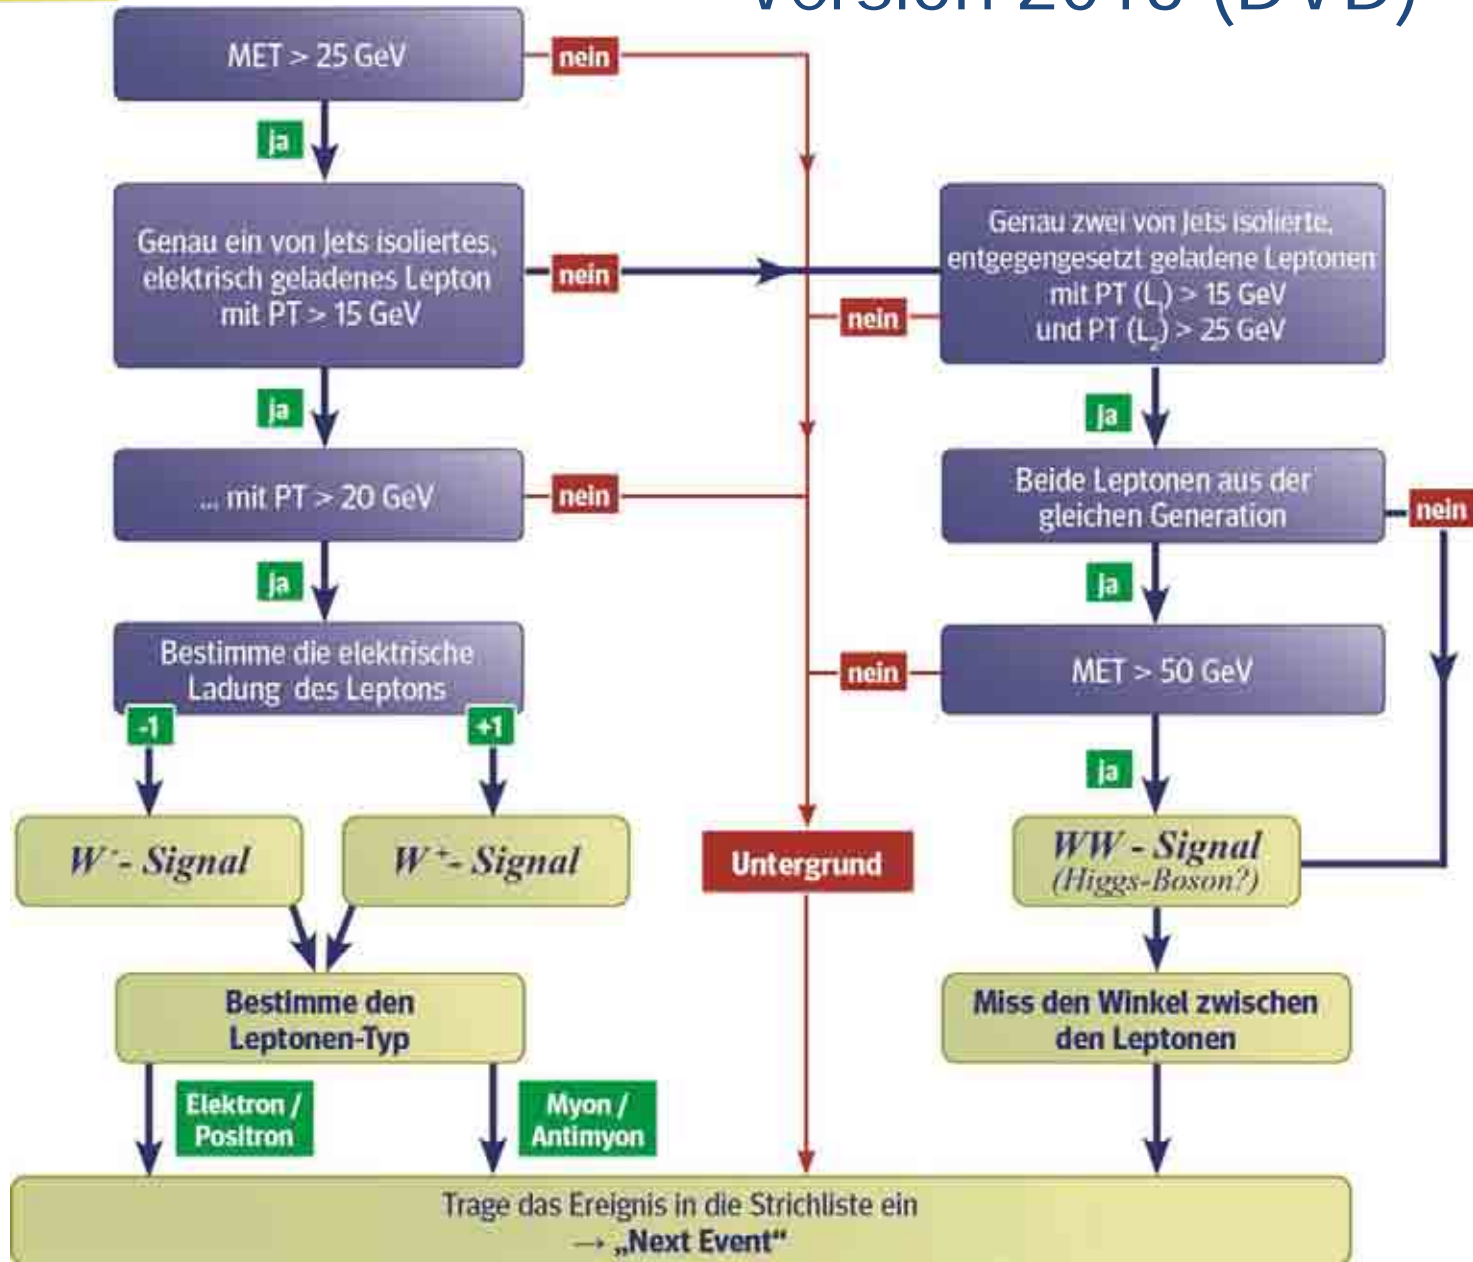 Version 2013 (DVD)
MET > 25 GeV
nein
ja
Genau ein von Jets isoliertes,
elektrisch geladenes Lepton
mit PT > 15 GeV
nein
Genau zwei von Jets isolierte,
entgegengesetzt geladene Leptonen
mit PT (L₁) > 15 GeV
und PT (L₂) > 25 GeV
nein
ja
ja
... mit PT > 20 GeV
nein
Beide Leptonen aus der
gleichen Generation
nein
ja
ja
Bestimme die elektrische
Ladung des Leptons
-1
+1
MET > 50 GeV
nein
ja
W⁻- Signal
W⁺- Signal
Untergrund
WW - Signal
(Higgs-Boson?)
Bestimme den
Leptonen-Typ
Miss den Winkel zwischen
den Leptonen
Elektron /
Positron
Myon /
Antimyon
Trage das Ereignis in die Strichliste ein
→ „Next Event“